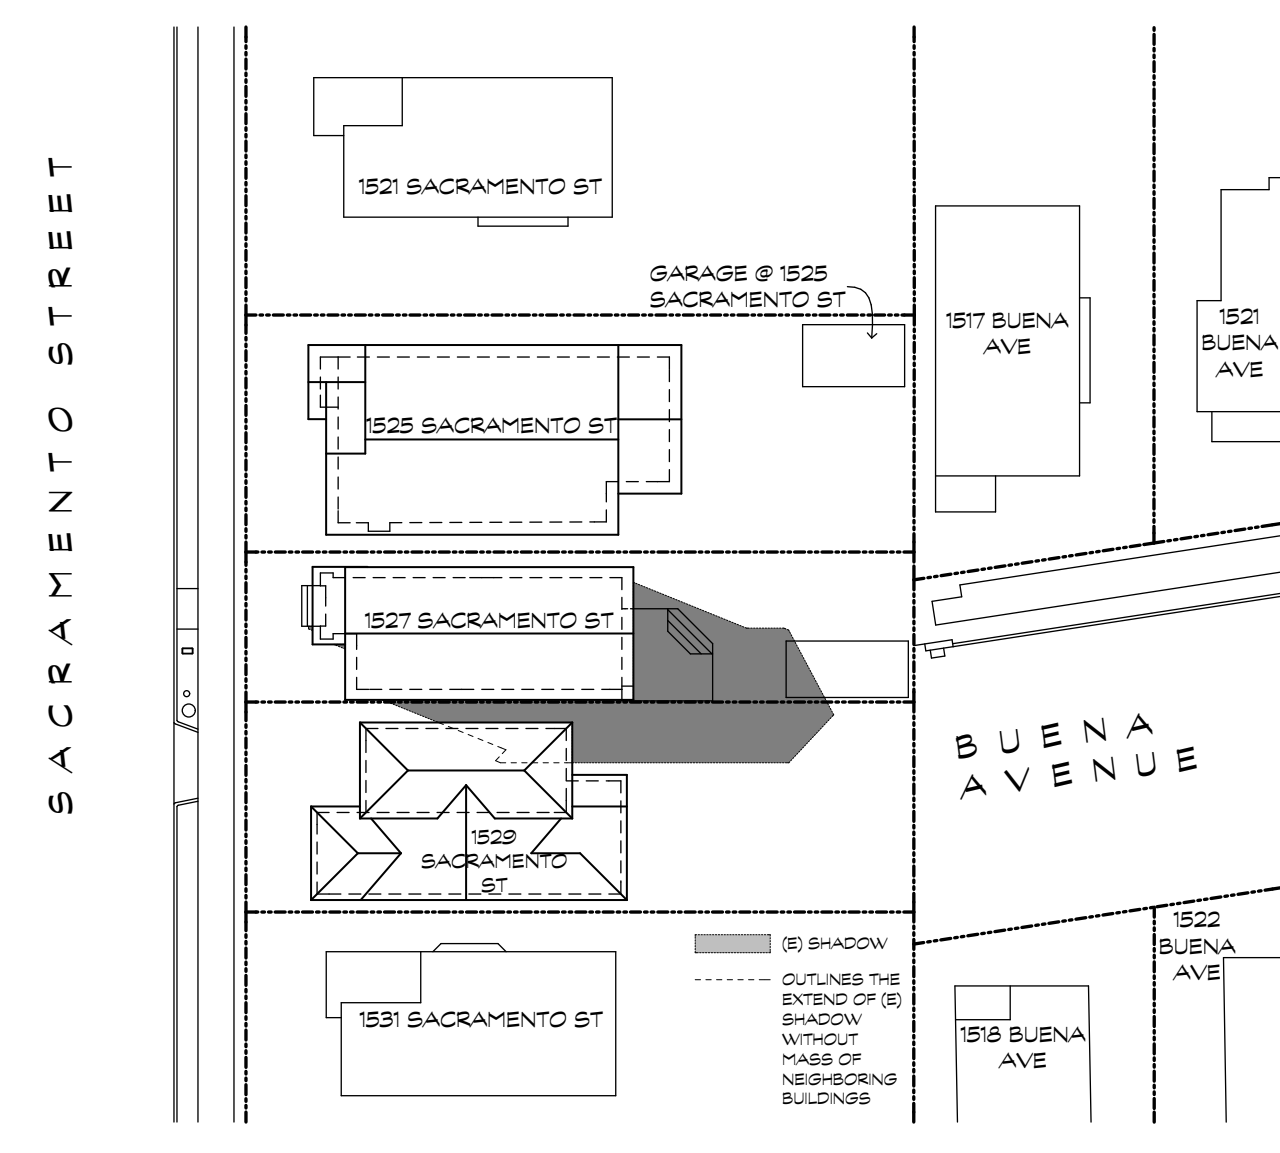 SACRAMENTO STREET
1521 SACRAMENTO ST
GARAGE @ 1525
SACRAMENTO ST
1517 BUENA
AVE
1521
BUENA
AVE
1525 SACRAMENTO ST
1527 SACRAMENTO ST
BUENA
AVENUE
1529
SACRAMENTO
ST
1531 SACRAMENTO ST
(E) SHADOW
OUTLINES THE
EXTEND OF (E)
SHADOW
WITHOUT
MASS OF
NEIGHBORING
BUILDINGS
1522
BUENA
AVE
1518 BUENA
AVE